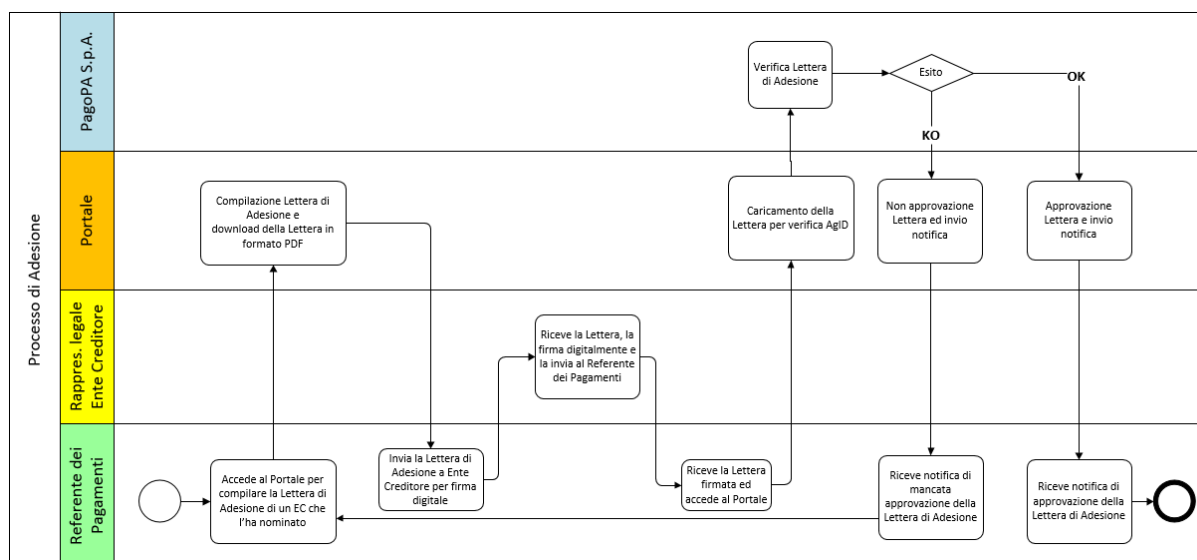 Processo di Adesione
PagoPA S.p.A.
Verifica Lettera
di Adesione
Esito
OK
KO
Portale
Compilazione Lettera di
Adesione e
download della Lettera in
formato PDF
Caricamento della
Lettera per verifica AgID
Non approvazione
Lettera ed invio
notifica
Approvazione
Lettera e invio
notifica
Rappres. legale
Ente Creditore
Riceve la Lettera, la
firma digitalmente e
la invia al Referente
dei Pagamenti
Referente dei
Pagamenti
Accede al Portale per
compilare la Lettera di
Adesione di un EC che
l'ha nominato
Invia la Lettera di
Adesione a Ente
Creditore per firma
digitale
Riceve la Lettera
firmata ed
accede al Portale
Riceve notifica di
mancata
approvazione della
Lettera di Adesione
Riceve notifica di
approvazione della
Lettera di Adesione